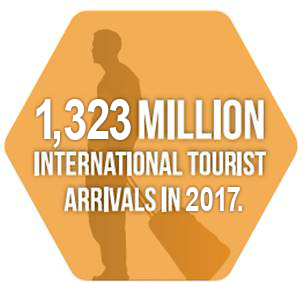 1,323 MILLION
INTERNATIONAL TOURIST
ARRIVALS IN 2017.